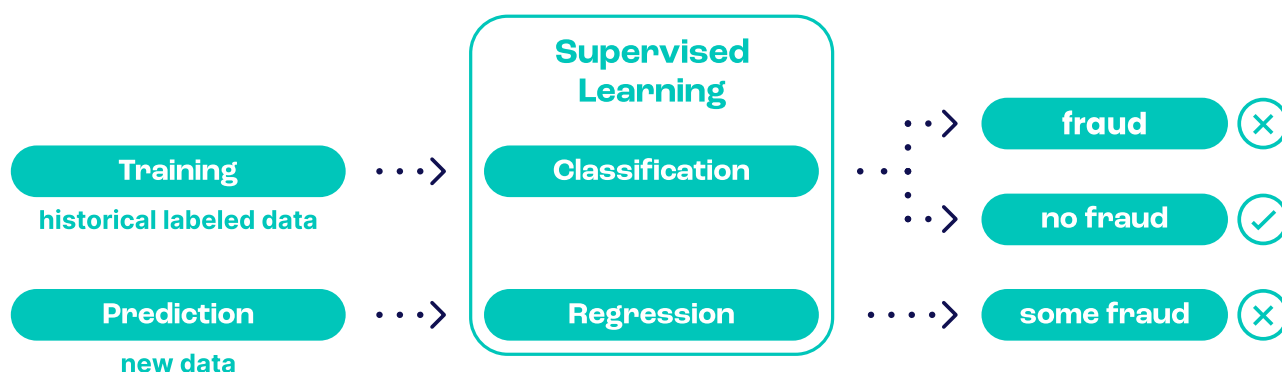 Supervised
Learning
Training
historical labeled data
Classification
fraud
no fraud
Prediction
new data
Regression
some fraud